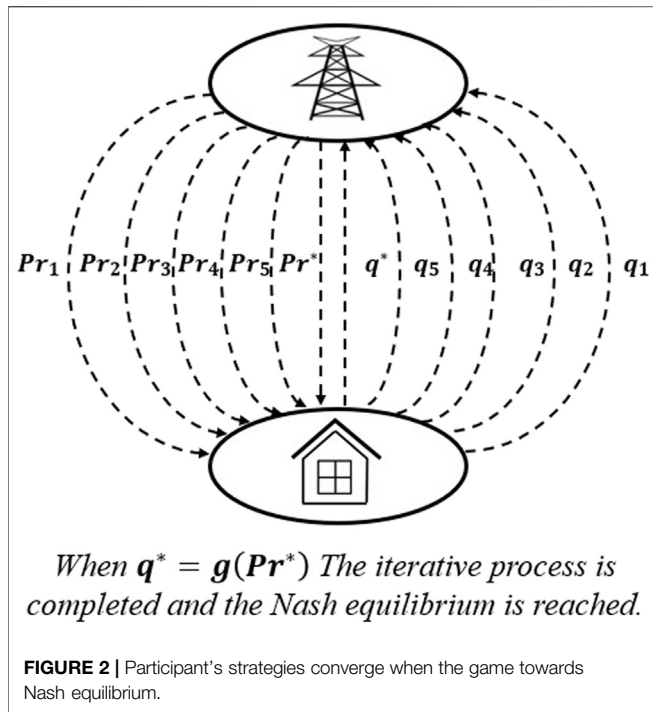 Pr₁ Pr₂ Pr₃ Pr₄ Pr₅ Pr* q* q₅ q₄ q₃ q₂ q₁
When q* = g(Pr*) The iterative process is
completed and the Nash equilibrium is reached.
FIGURE 2 | Participant's strategies converge when the game towards
Nash equilibrium.